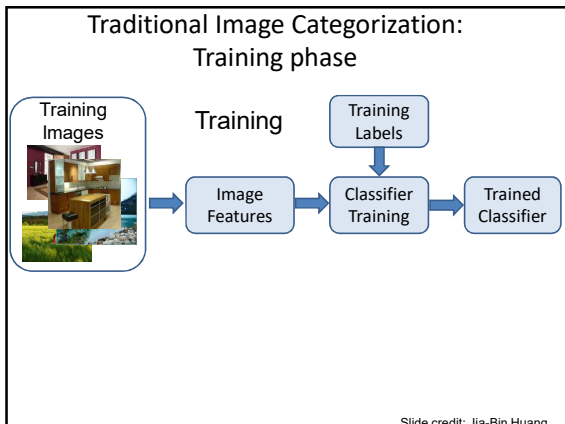 Traditional Image Categorization:
Training phase
Training
Images
Training
Training
Labels
Image
Features
Classifier
Training
Trained
Classifier
Slide credit: Jia-Bin Huang